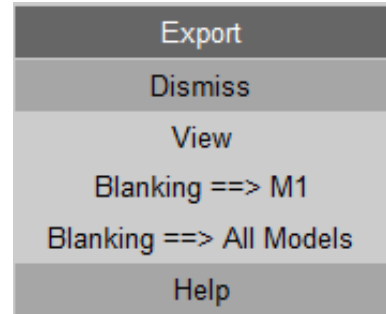 Export
Dismiss
View
Blanking ==> M1
Blanking ==> All Models
Help